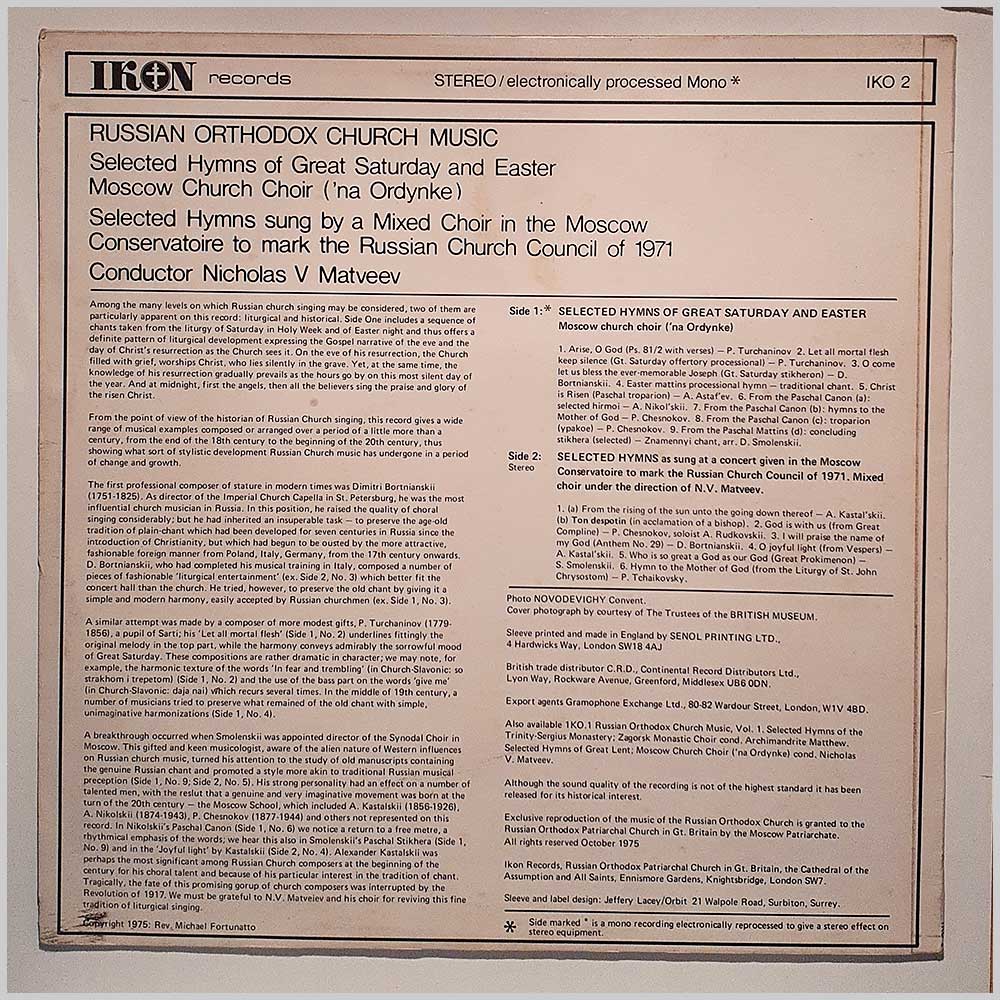 IKON records STEREO/electronically processed Mono * IKO 2
RUSSIAN ORTHODOX CHURCH MUSIC
Selected Hymns of Great Saturday and Easter
Moscow Church Choir ('na Ordynke)
Selected Hymns sung by a Mixed Choir in the Moscow
Conservatoire to mark the Russian Church Council of 1971
Conductor Nicholas V Matveev
Among the many levels on which Russian church singing may be considered, two of them are
particularly apparent on this record: liturgical and historical. Side One includes a sequence of
chants taken from the liturgy of Saturday in Holy Week and of Easter night and thus offers a
definite pattern of liturgical development expressing the Gospel narrative of the eve and the
day of Christ's resurrection as the Church sees it. On the eve of his resurrection, the Church
filled with grief, worships Christ, who lies silently in the grave. Yet, at the same time, the
knowledge of his resurrection gradually prevails as the hours go by on this most silent day of
the year. And at midnight, first the angels, then all the believers sing the praise and glory of
the risen Christ.
From the point of view of the historian of Russian Church singing, this record gives a wide
range of musical examples composed or arranged over a period of a little more than a
century, from the end of the 18th century to the beginning of the 20th century, thus
showing what sort of stylistic development Russian Church music has undergone in a period
of change and growth.
The first professional composer of stature in modern times was Dimitri Bortnianskii
(1751-1825). As director of the Imperial Church Capella in St. Petersburg, he was the most
influential church musician in Russia. In this position, he raised the quality of choral
singing considerably; but he had inherited an insuperable task — to preserve the age-old
tradition of plain-chant which had been developed for seven centuries in Russia since the
introduction of Christianity, but which had begun to be ousted by the more attractive,
fashionable foreign manner from Poland, Italy, Germany, from the 17th century onwards.
D. Bortnianskii, who had completed his musical training in Italy, composed a number of
pieces of fashionable 'liturgical entertainment' (ex. Side 2, No. 3) which better fit the
concert hall than the church. He tried, however, to preserve the old chant by giving it a
simple and modern harmony, easily accepted by Russian churchmen (ex. Side 1, No. 3).
A similar attempt was made by a composer of more modest gifts, P. Turchaninov (1779-
1856), a pupil of Sarti; his 'Let all mortal flesh' (Side 1, No. 2) underlines fittingly the
original melody in the top part, while the harmony conveys admirably the sorrowful mood
of Great Saturday. These compositions are rather dramatic in character; we may note, for
example, the harmonic texture of the words 'In fear and trembling' (in Church-Slavonic: so
strakhom i trepetom) (Side 1, No. 2) and the use of the bass part on the words 'give me'
(in Church-Slavonic: daja nai) which recurs several times. In the middle of 19th century, a
number of musicians tried to preserve what remained of the old chant with simple,
unimaginative harmonizations (Side 1, No. 4).
A breakthrough occurred when Smolenskii was appointed director of the Synodal Choir in
Moscow. This gifted and keen musicologist, aware of the alien nature of Western influences
on Russian church music, turned his attention to the study of old manuscripts containing
the genuine Russian chant and promoted a style more akin to traditional Russian musical
preception (Side 1, No. 9; Side 2, No. 5). His strong personality had an effect on a number of
talented men, with the reslut that a genuine and very imaginative movement was born at the
turn of the 20th century — the Moscow School, which included A. Kastalskii (1856-1926),
A. Nikolskii (1874-1943), P. Chesnokov (1877-1944) and others not represented on this
record. In Nikolskii's Paschal Canon (Side 1, No. 6) we notice a return to a free metre, a
rhythmical emphasis of the words; we hear this also in Smolenskii's Paschal Stikhera (Side 1,
No. 9) and in the 'Joyful light' by Kastalskii (Side 2, No. 4). Alexander Kastalskii was
perhaps the most significant among Russian Church composers at the beginning of the
century for his choral talent and because of his particular interest in the tradition of chant.
Tragically, the fate of this promising gorup of church composers was interrupted by the
Revolution of 1917. We must be grateful to N.V. Matveiev and his choir for reviving this fine
tradition of liturgical singing.
Copyright 1975: Rev. Michael Fortunatto
Side 1:* SELECTED HYMNS OF GREAT SATURDAY AND EASTER
Moscow church choir ('na Ordynke)
1. Arise, O God (Ps. 81/2 with verses) — P. Turchaninov 2. Let all mortal flesh
keep silence (Gt. Saturday offertory processional) — P. Turchaninov. 3. O come
let us bless the ever-memorable Joseph (Gt. Saturday stikheron) — D.
Bortnianskii. 4. Easter mattins processional hymn — traditional chant. 5. Christ
is Risen (Paschal troparion) — A. Astaf'ev. 6. From the Paschal Canon (a):
selected hirmoi — A. Nikol'skii. 7. From the Paschal Canon (b): hymns to the
Mother of God — P. Chesnokov. 8. From the Paschal Canon (c): troparion
(ypakoe) — P. Chesnokov. 9. From the Paschal Mattins (d): concluding
stikhera (selected) — Znamennyi chant, arr. D. Smolenskii.
Side 2: SELECTED HYMNS as sung at a concert given in the Moscow
Stereo Conservatoire to mark the Russian Church Council of 1971. Mixed
choir under the direction of N.V. Matveev.
1. (a) From the rising of the sun unto the going down thereof — A. Kastal'skii.
(b) Ton despotin (in acclamation of a bishop). 2. God is with us (from Great
Compline) — P. Chesnokov, soloist A. Rudkovskii. 3. I will praise the name of
my God (Anthem No. 29) — D. Bortnianskii. 4. O joyful light (from Vespers) —
A. Kastal'skii. 5. Who is so great a God as our God (Great Prokimenon) —
S. Smolenskii. 6. Hymn to the Mother of God (from the Liturgy of St. John
Chrysostom) — P. Tchaikovsky.
Photo NOVODEVICHY Convent.
Cover photograph by courtesy of The Trustees of the BRITISH MUSEUM.
Sleeve printed and made in England by SENOL PRINTING LTD.,
4 Hardwicks Way, London SW18 4AJ
British trade distributor C.R.D., Continental Record Distributors Ltd.,
Lyon Way, Rockware Avenue, Greenford, Middlesex UB6 0DN.
Export agents Gramophone Exchange Ltd., 80-82 Wardour Street, London, W1V 4BD.
Also available 1KO.1 Russian Orthodox Church Music, Vol. 1. Selected Hymns of the
Trinity-Sergius Monastery; Zagorsk Monastic Choir cond. Archimandrite Matthew.
Selected Hymns of Great Lent; Moscow Church Choir ('na Ordynke) cond. Nicholas
V. Matveev.
Although the sound quality of the recording is not of the highest standard it has been
released for its historical interest.
Exclusive reproduction of the music of the Russian Orthodox Church is granted to the
Russian Orthodox Patriarchal Church in Gt. Britain by the Moscow Patriarchate.
All rights reserved October 1975
Ikon Records, Russian Orthodox Patriarchal Church in Gt. Britain, the Cathedral of the
Assumption and All Saints, Ennismore Gardens, Knightsbridge, London SW7.
Sleeve and label design: Jeffery Lacey/Orbit 21 Walpole Road, Surbiton, Surrey.
* Side marked * is a mono recording electronically reprocessed to give a stereo effect on
stereo equipment.